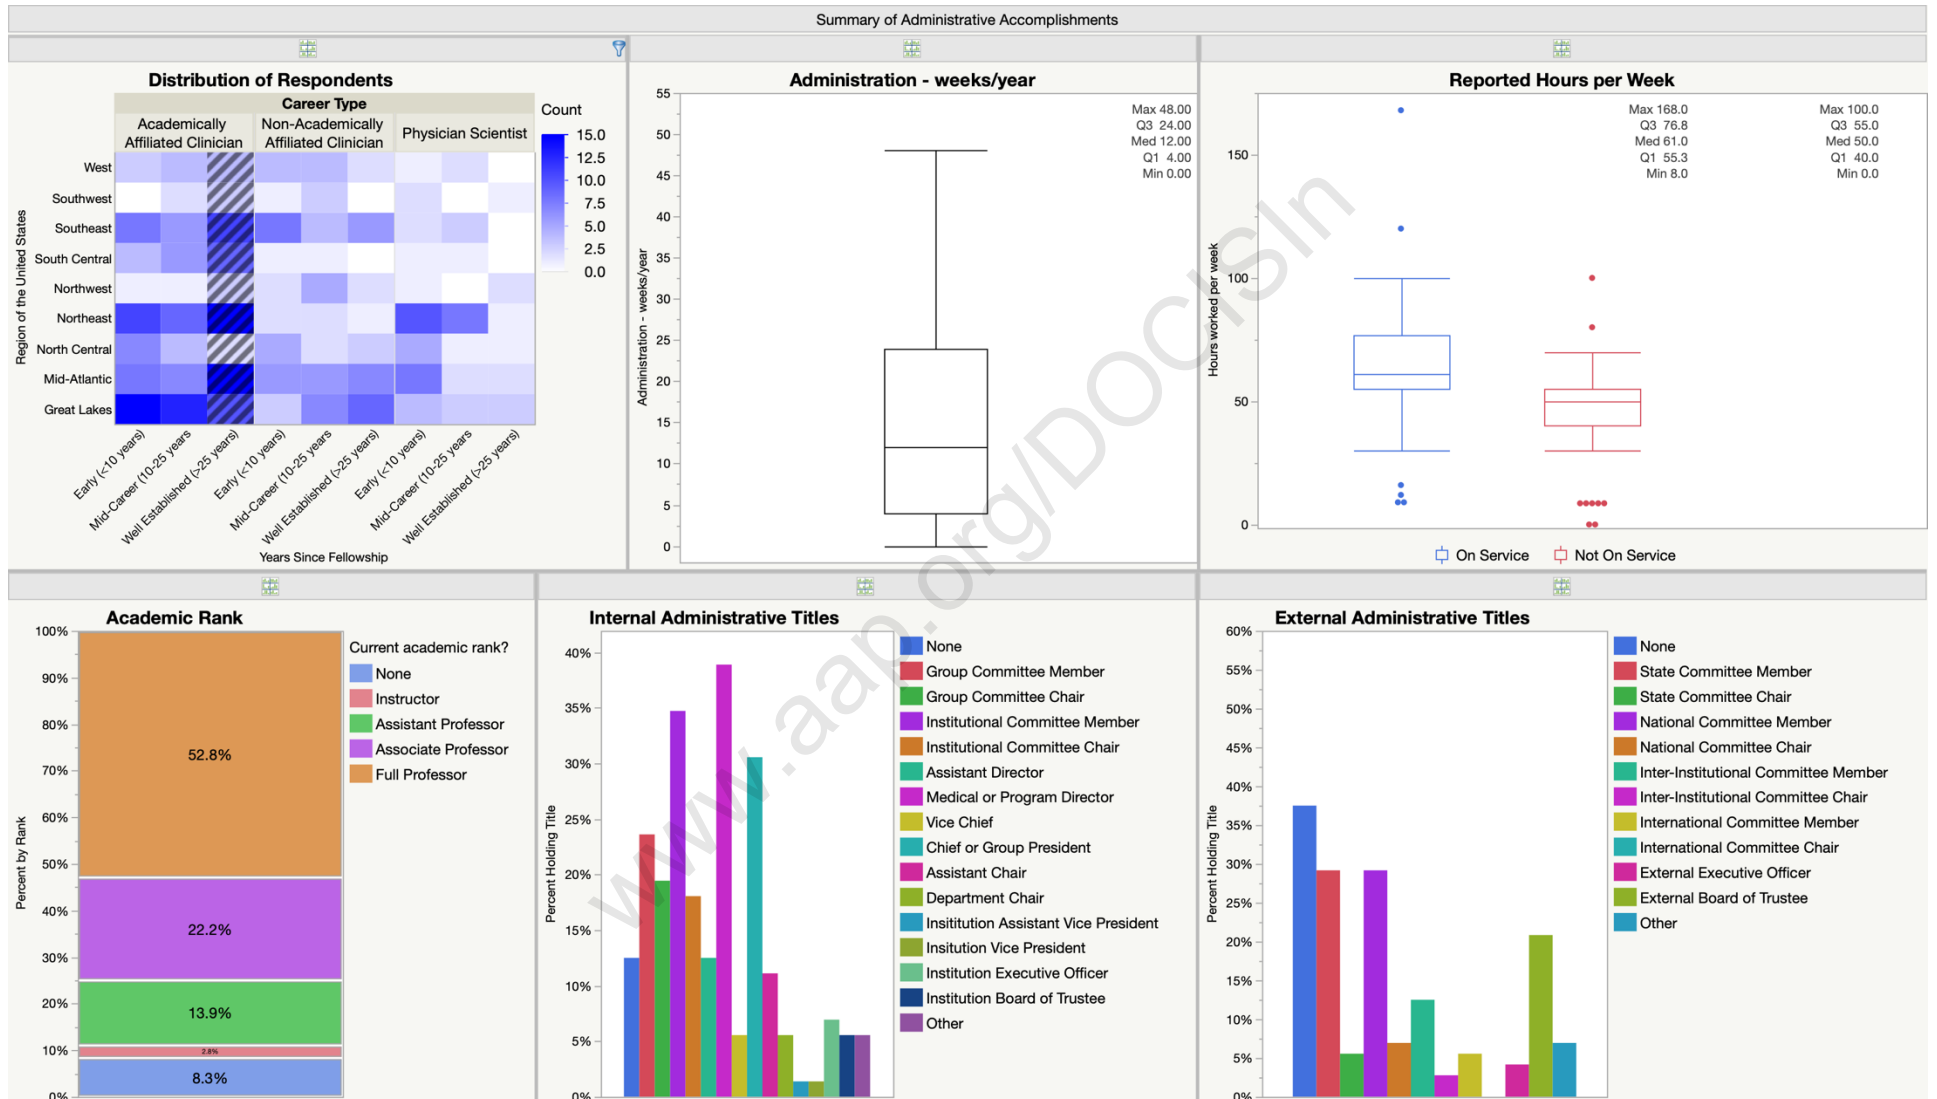 Summary of Administrative Accomplishments
Distribution of Respondents
Career Type
Academically
Affiliated Clinician
Non-Academically
Affiliated Clinician
Physician Scientist
Count
15.0
12.5
10.0
7.5
5.0
2.5
0.0
Region of the United States
West
Southwest
Southeast
South Central
Northwest
Northeast
North Central
Mid-Atlantic
Great Lakes
Early (<10 years)
Mid-Career (10-25 years
Well Established (>25 years)
Early (<10 years)
Mid-Career (10-25 years
Well Established (>25 years)
Early (<10 years)
Mid-Career (10-25 years
Well Established (>25 years)
Years Since Fellowship
Administration - weeks/year
Administration - weeks/year
55
50
45
40
35
30
25
20
15
10
5
0
Max 48.00
Q3 24.00
Med 12.00
Q1 4.00
Min 0.00
Reported Hours per Week
Hours worked per week
150
100
50
0
Max 168.0
Q3 76.8
Med 61.0
Q1 55.3
Min 8.0
Max 100.0
Q3 55.0
Med 50.0
Q1 40.0
Min 0.0
On Service
Not On Service
Academic Rank
Percent by Rank
100%
90%
80%
70%
60%
50%
40%
30%
20%
10%
0%
52.8%
22.2%
13.9%
2.8%
8.3%
Current academic rank?
None
Instructor
Assistant Professor
Associate Professor
Full Professor
Internal Administrative Titles
Percent Holding Title
40%
35%
30%
25%
20%
15%
10%
5%
0%
None
Group Committee Member
Group Committee Chair
Institutional Committee Member
Institutional Committee Chair
Assistant Director
Medical or Program Director
Vice Chief
Chief or Group President
Assistant Chair
Department Chair
Insititution Assistant Vice President
Insitution Vice President
Institution Executive Officer
Institution Board of Trustee
Other
External Administrative Titles
Percent Holding Title
60%
55%
50%
45%
40%
35%
30%
25%
20%
15%
10%
5%
0%
None
State Committee Member
State Committee Chair
National Committee Member
National Committee Chair
Inter-Institutional Committee Member
Inter-Institutional Committee Chair
International Committee Member
International Committee Chair
External Executive Officer
External Board of Trustee
Other
www.aap.org/DOCISIn